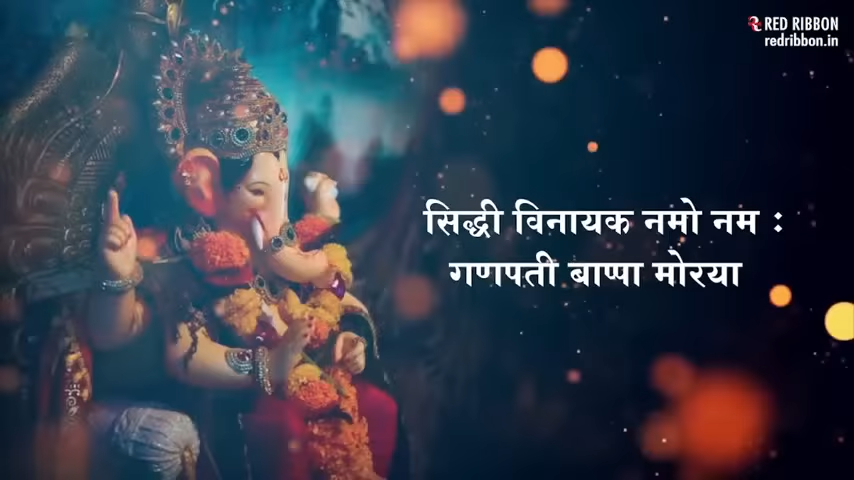 RED RIBBON
redribbon.in
सिद्धी विनायक नमो नम :
गणपती बाप्पा मोरया